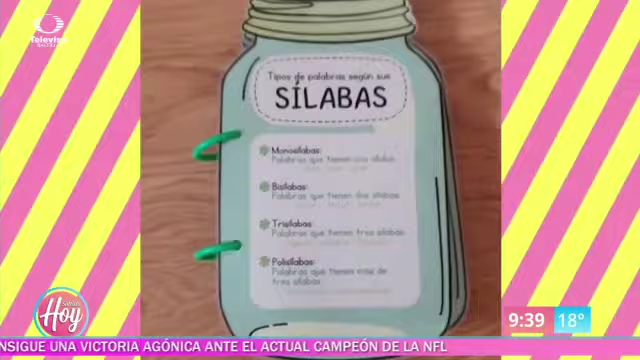 Televisa
Tipos de palabras según sus
SÍLABAS
Monosílabas:
Palabras que tienen una sílaba
Bisílabas:
Palabras que tienen dos sílabas
Trisílabas:
Palabras que tienen tres sílabas
Polisílabas:
Palabras que tienen más de
tres sílabas
Hoy
9:39 18°
NSIGUE UNA VICTORIA AGÓNICA ANTE EL ACTUAL CAMPEÓN DE LA NFL